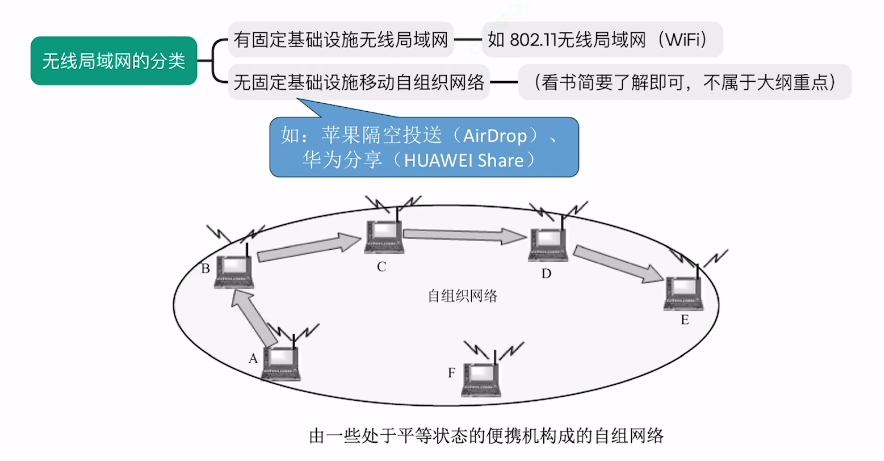 无线局域网的分类
有固定基础设施无线局域网
如 802.11无线局域网（WiFi）
无固定基础设施移动自组织网络
（看书简要了解即可，不属于大纲重点）
如：苹果隔空投送（AirDrop）、
华为分享（HUAWEI Share）
B
C
D
自组织网络
E
A
F
由一些处于平等状态的便携机构成的自组网络